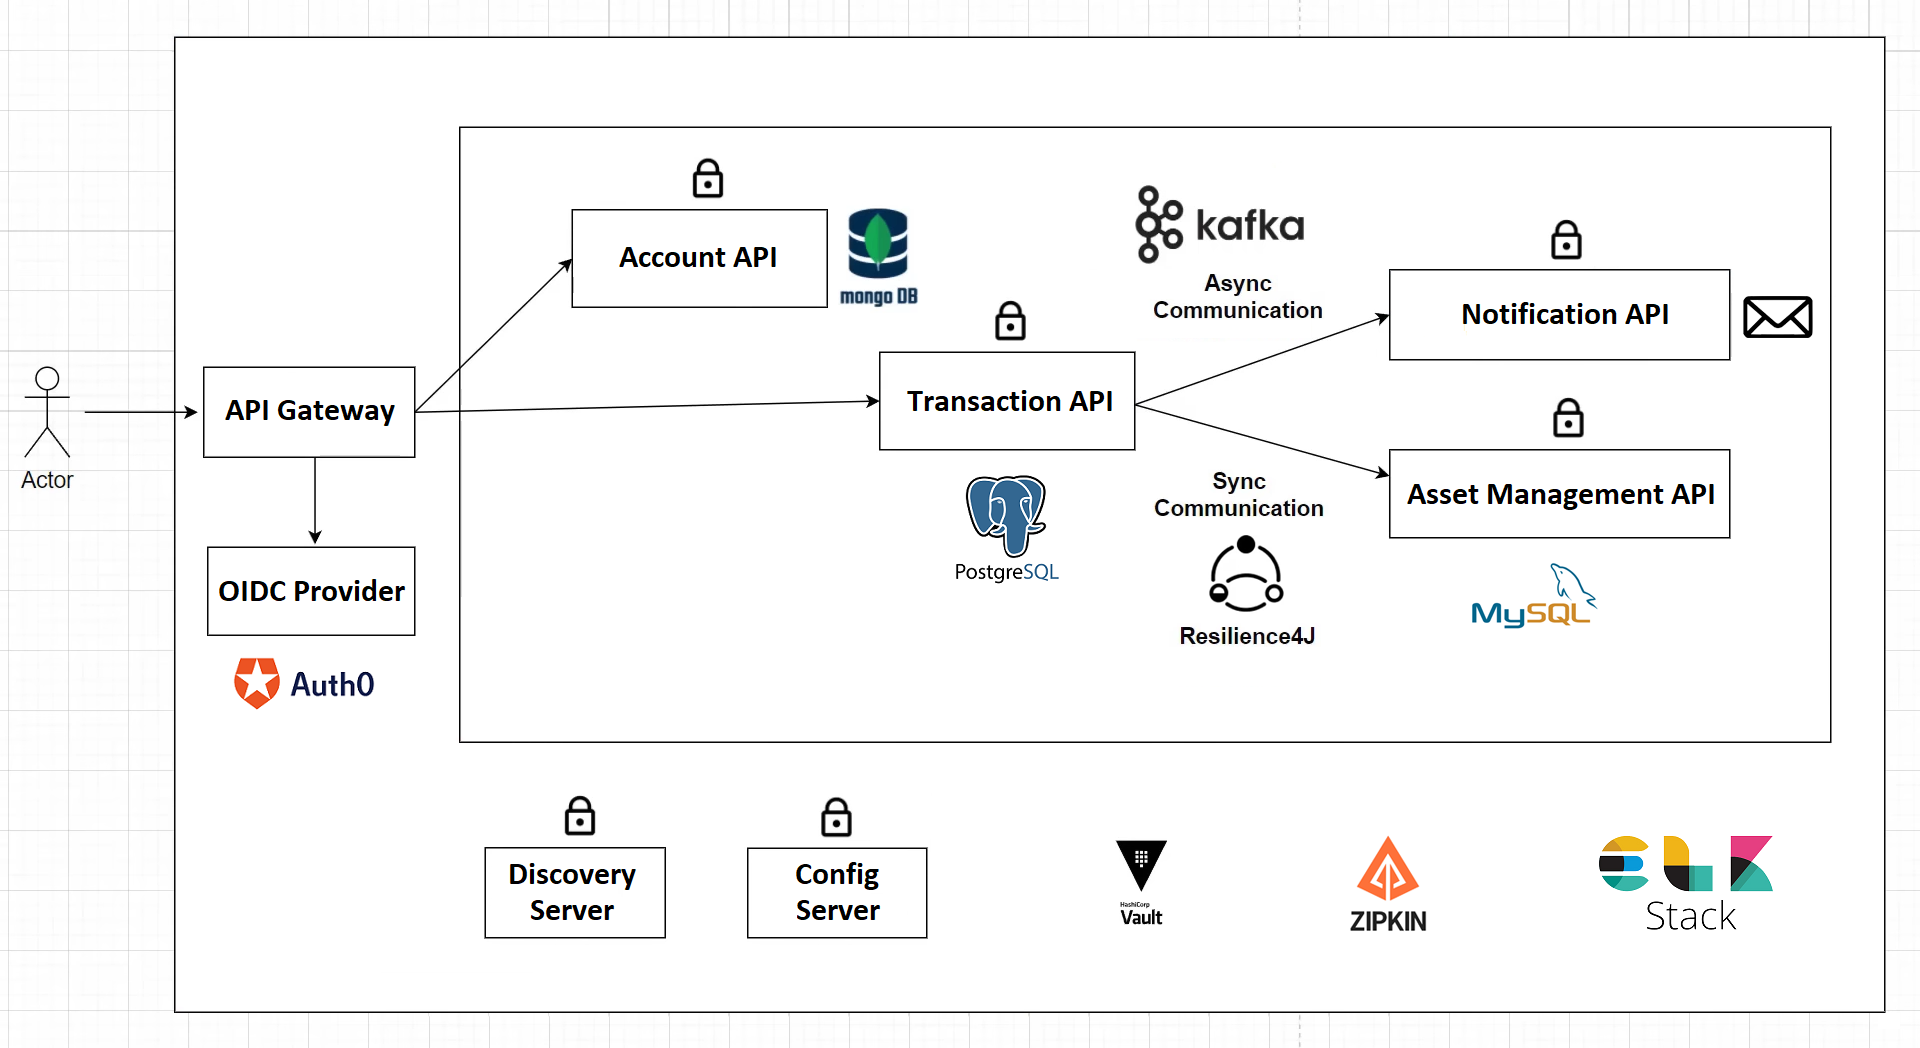 Account API
mongo DB
kafka
Async
Communication
Notification API
API Gateway
Transaction API
Actor
Sync
Communication
Asset Management API
PostgreSQL
OIDC Provider
Resilience4J
MySQL
Auth0
Discovery
Server
Config
Server
HashiCorp
Vault
ZIPKIN
elk
Stack